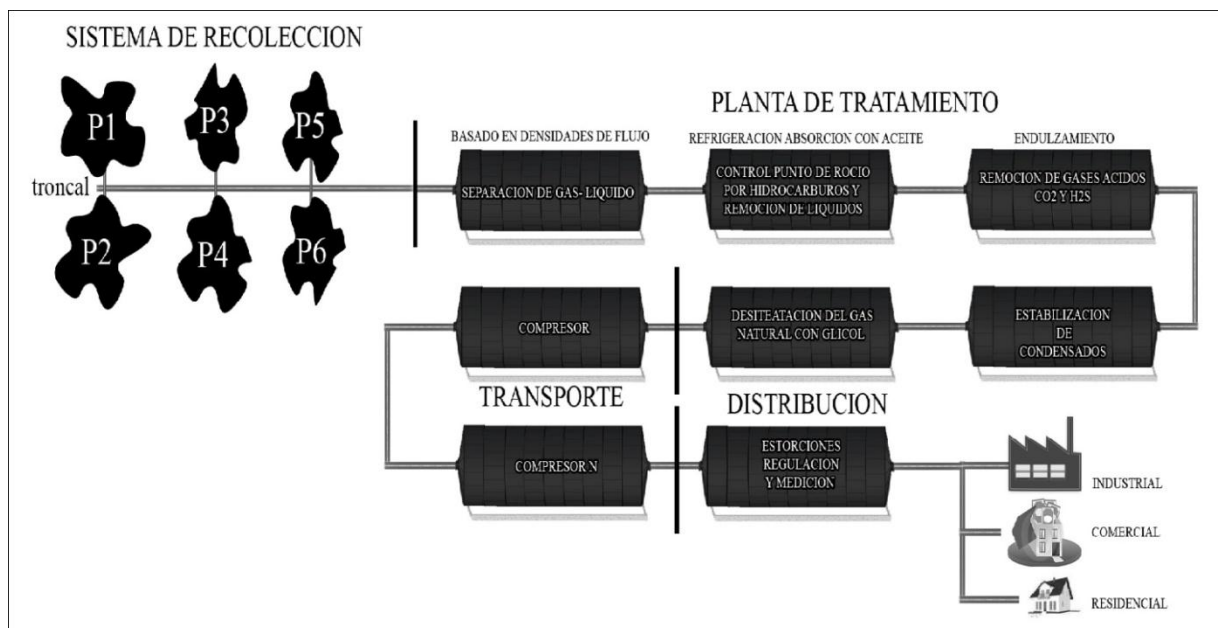 SISTEMA DE RECOLECCION
P1
P3
P5
troncal
P2
P4
P6
PLANTA DE TRATAMIENTO
BASADO EN DENSIDADES DE FLUJO
REFRIGERACION ABSORCION CON ACEITE
ENDULZAMIENTO
SEPARACION DE GAS- LIQUIDO
CONTROL PUNTO DE ROCIO
POR HIDROCARBUROS Y
REMOCION DE LIQUIDOS
REMOCION DE GASES ACIDOS
CO2 Y H2S
COMPRESOR
DESITEATACION DEL GAS
NATURAL CON GLICOL
ESTABILIZACION
DE
CONDENSADOS
TRANSPORTE
DISTRIBUCION
COMPRESOR N
ESTORCIONES
REGULACION
Y MEDICION
INDUSTRIAL
COMERCIAL
RESIDENCIAL